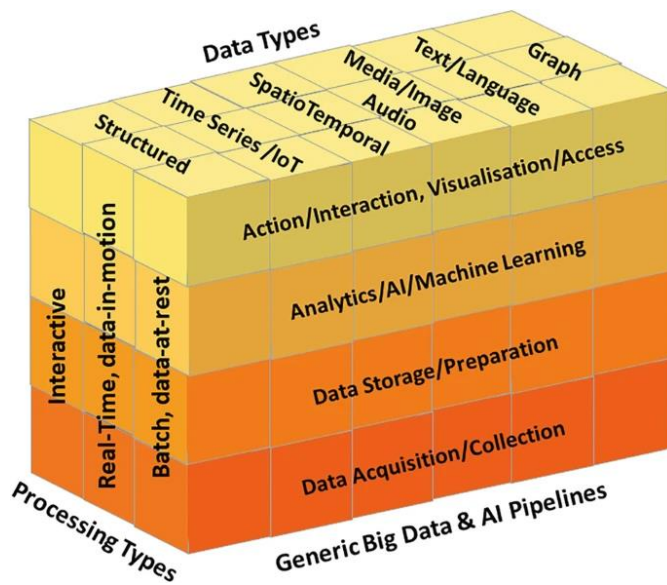 Data Types
Structured
Time Series /IoT
SpatioTemporal
Audio
Media/Image
Text/Language
Graph
Action/Interaction, Visualisation/Access
Analytics/AI/Machine Learning
Data Storage/Preparation
Data Acquisition/Collection
Interactive
Real-Time, data-in-motion
Batch, data-at-rest
Processing Types
Generic Big Data & AI Pipelines